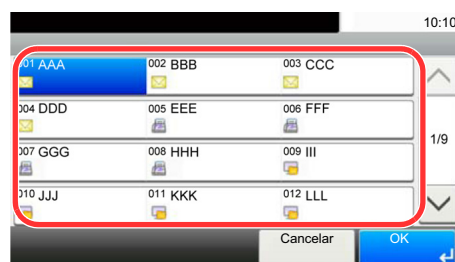 10:10
001 AAA 002 BBB 003 CCC
004 DDD 005 EEE 006 FFF
1/9
007 GGG 008 HHH 009 III
010 JJJ 011 KKK 012 LLL
Cancelar OK